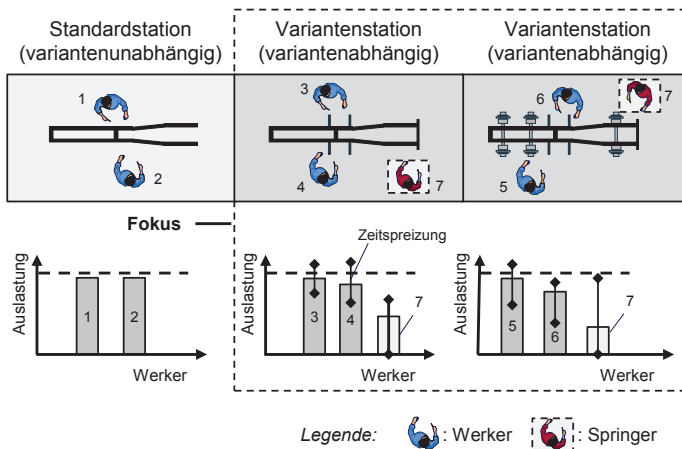 Standardstation
(variantenunabhängig)
Variantenstation
(variantenabhängig)
Variantenstation
(variantenabhängig)
1
2
3
4
7
6
7
5
Fokus
Auslastung
1
2
Werker
Zeitspreizung
Auslastung
3
4
7
Werker
Auslastung
5
6
7
Werker
Legende:
: Werker
: Springer